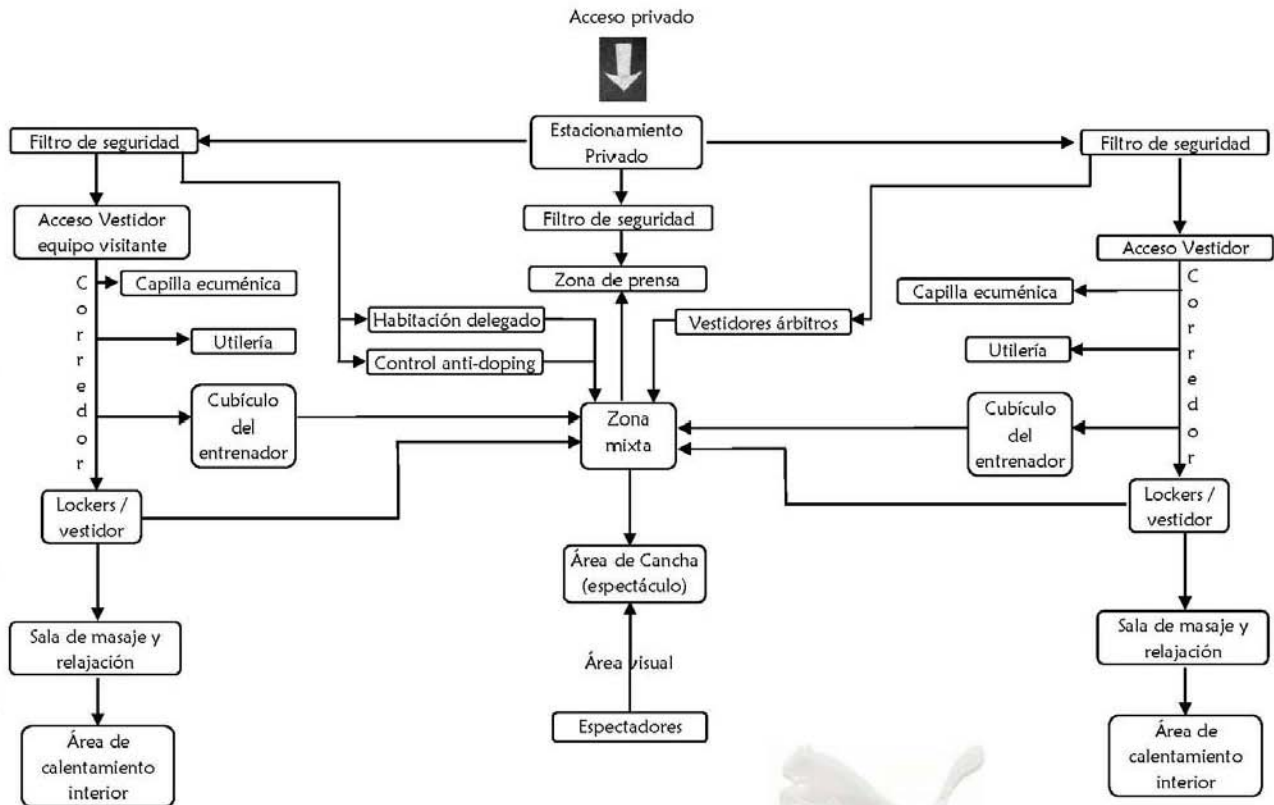 Acceso privado
Estacionamiento
Privado
Filtro de seguridad
Filtro de seguridad
Filtro de seguridad
Acceso Vestidor
equipo visitante
Acceso Vestidor
Zona de prensa
Corredor
Capilla ecuménica
Capilla ecuménica
Corredor
Habitación delegado
Vestidores árbitros
Utilería
Utilería
Control anti-doping
Cubículo
del
entrenador
Zona
mixta
Cubículo
del
entrenador
Lockers /
vestidor
Lockers /
vestidor
Área de Cancha
(espectáculo)
Sala de masaje y
relajación
Área visual
Sala de masaje y
relajación
Espectadores
Área de
calentamiento
interior
Área de
calentamiento
interior